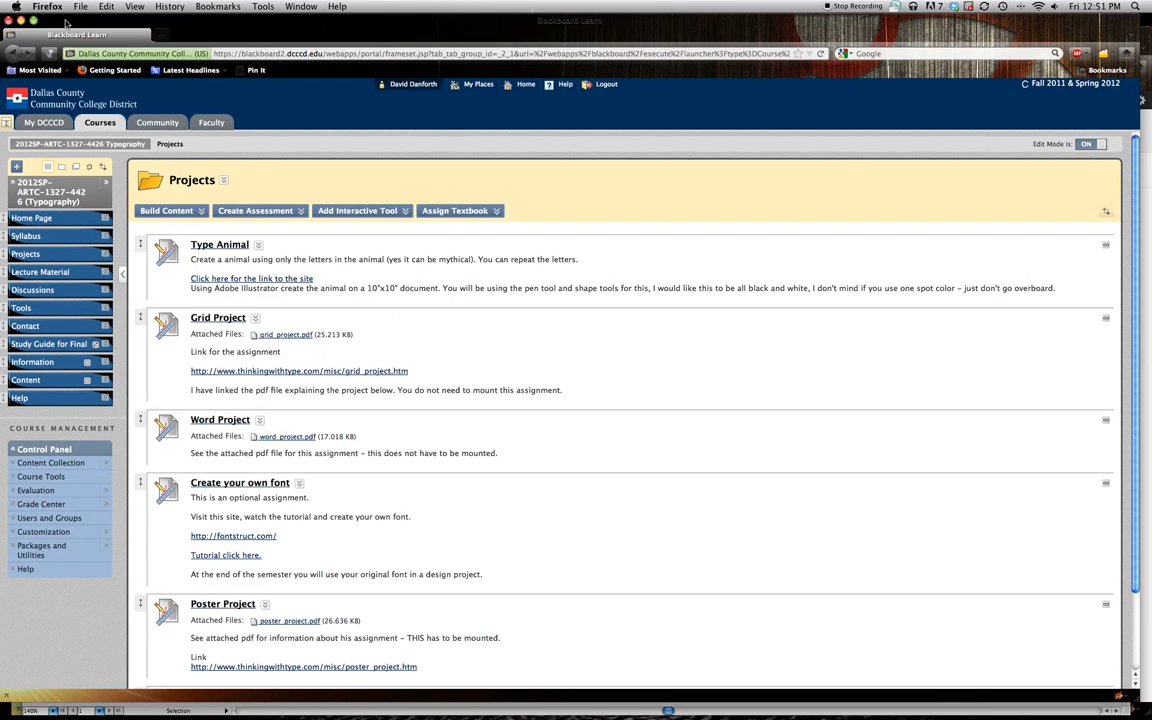 Firefox File Edit View History Bookmarks Tools Window Help Stop Recording 7 Fri 12:51 PM
Blackboard Learn
Blackboard Learn
Dallas County Community Coll... (US) https://blackboard2.dcccd.edu/webapps/portal/frameset.jsp?tab_tab_group_id=_2_1&url=%2Fwebapps%2Fblackboard%2Fexecute%2Flauncher%3Ftype%3DCourse% Google
Most Visited Getting Started Latest Headlines Pin It Bookmarks
Dallas County
Community College District
David Danforth My Places Home Help Logout
Fall 2011 & Spring 2012
My DCCCD Courses Community Faculty
2012SP-ARTC-1327-4426 Typography Projects Edit Mode is: ON
2012SP-
ARTC-1327-442
6 (Typography)
Home Page
Syllabus
Projects
Lecture Material
Discussions
Tools
Contact
Study Guide for Final
Information
Content
Help
COURSE MANAGEMENT
Control Panel
Content Collection
Course Tools
Evaluation
Grade Center
Users and Groups
Customization
Packages and
Utilities
Help
Projects
Build Content Create Assessment Add Interactive Tool Assign Textbook
Type Animal
Create a animal using only the letters in the animal (yes it can be mythical). You can repeat the letters.
Click here for the link to the site
Using Adobe Illustrator create the animal on a 10"x10" document. You will be using the pen tool and shape tools for this, I would like this to be all black and white, I don't mind if you use one spot color - just don't go overboard.
Grid Project
Attached Files: grid_project.pdf (25.213 KB)
Link for the assignment
http://www.thinkingwithtype.com/misc/grid_project.htm
I have linked the pdf file explaining the project below. You do not need to mount this assignment.
Word Project
Attached Files: word_project.pdf (17.018 KB)
See the attached pdf file for this assignment - this does not have to be mounted.
Create your own font
This is an optional assignment.
Visit this site, watch the tutorial and create your own font.
http://fontstruct.com/
Tutorial click here.
At the end of the semester you will use your original font in a design project.
Poster Project
Attached Files: poster_project.pdf (26.636 KB)
See attached pdf for information about his assignment - THIS has to be mounted.
Link
http://www.thinkingwithtype.com/misc/poster_project.htm
140% 1 Selection